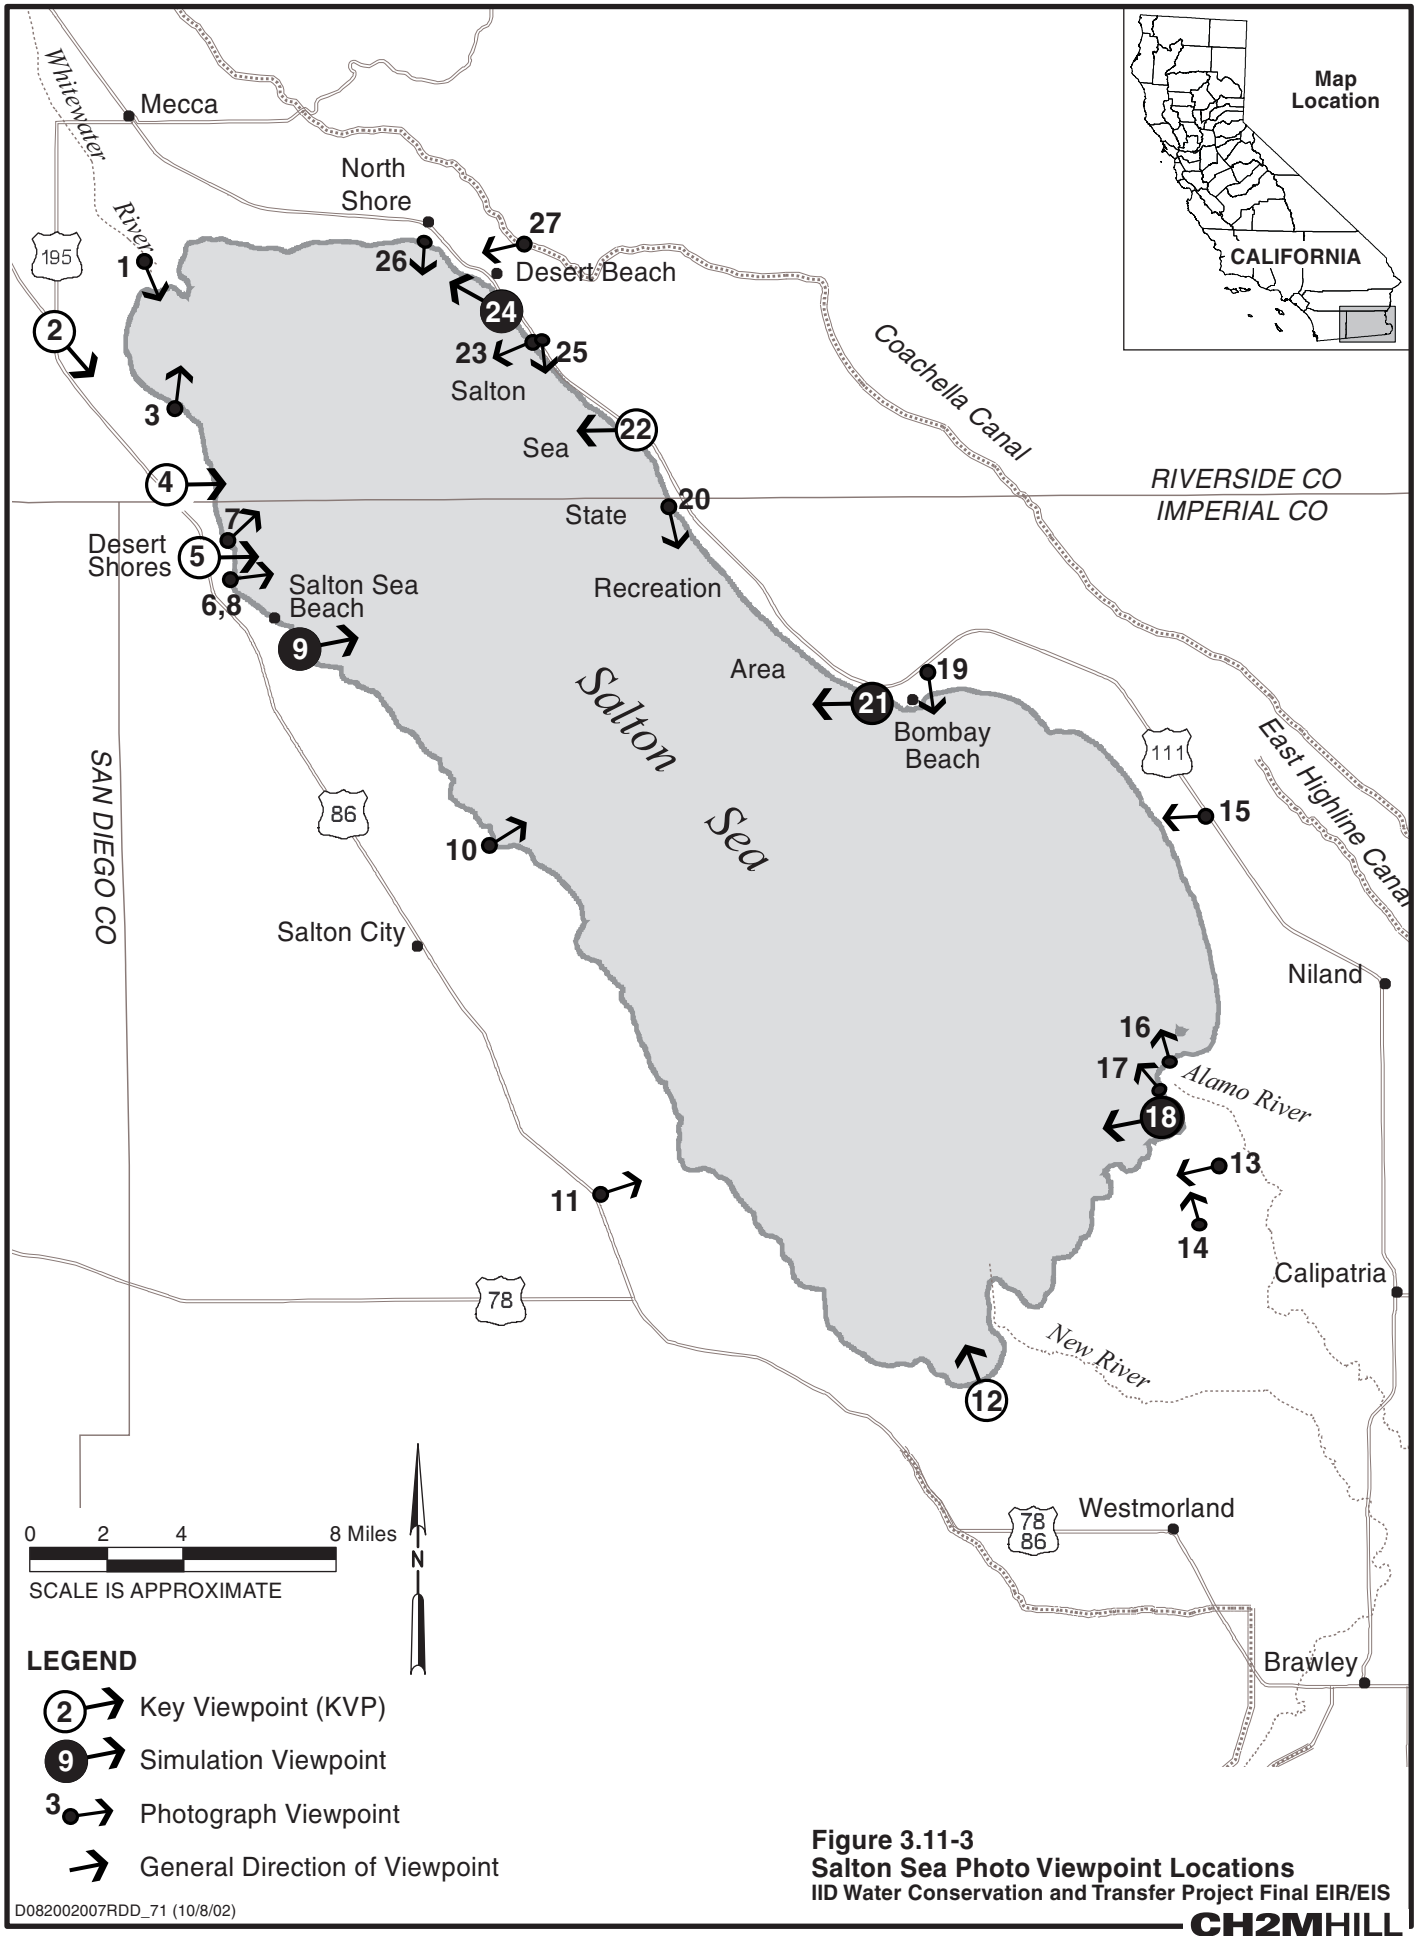 Map
Location
CALIFORNIA
Whitewater
River
Mecca
North
Shore
195
1
2
3
4
26
27
Desert Beach
24
23
25
Salton
Sea
22
State
20
Recreation
Area
Coachella Canal
RIVERSIDE CO
IMPERIAL CO
7
Desert
Shores
5
6,8
Salton Sea
Beach
9
Salton
Sea
21
19
Bombay
Beach
111
East Highline Canal
15
SAN DIEGO CO
86
10
Salton City
Niland
16
17
Alamo River
18
13
14
11
78
Calipatria
New River
12
Westmorland
78
86
Brawley
0 2 4 8 Miles
SCALE IS APPROXIMATE
N
LEGEND
2 Key Viewpoint (KVP)
9 Simulation Viewpoint
3 Photograph Viewpoint
General Direction of Viewpoint
D082002007RDD_71 (10/8/02)
Figure 3.11-3
Salton Sea Photo Viewpoint Locations
IID Water Conservation and Transfer Project Final EIR/EIS
CH2MHILL